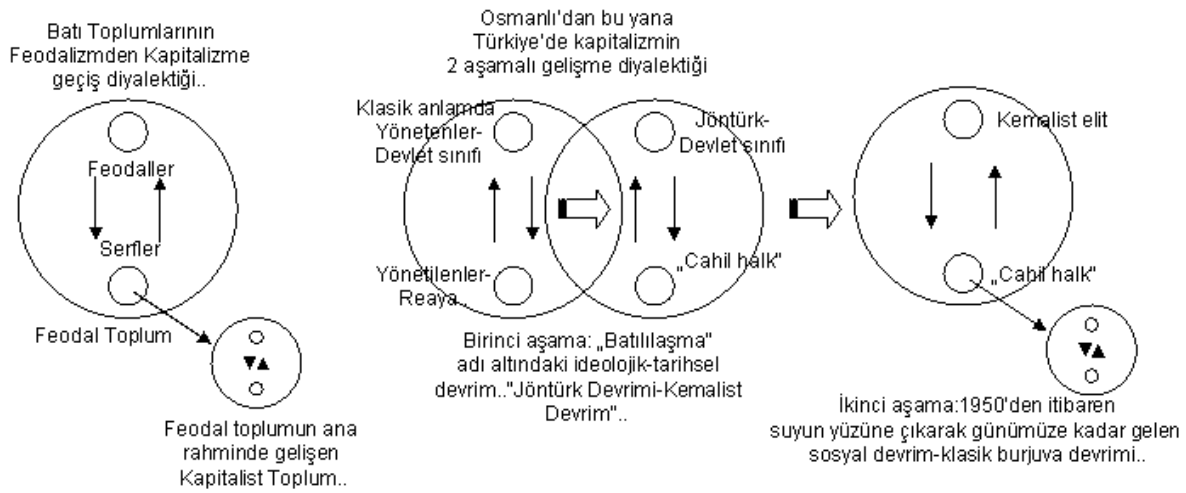 Batı Toplumlarının
Feodalizmden Kapitalizme
geçiş diyalektiği..
Feodaller
Serfler
Feodal Toplum
Feodal toplumun ana
rahminde gelişen
Kapitalist Toplum..
Osmanlı'dan bu yana
Türkiye'de kapitalizmin
2 aşamalı gelişme diyalektiği
Klasik anlamda
Yönetenler-
Devlet sınıfı
Jöntürk-
Devlet sınıfı
Yönetilenler-
Reaya..
„Cahil halk"
Birinci aşama: „Batılılaşma"
adı altındaki ideolojik-tarihsel
devrim.."Jöntürk Devrimi-Kemalist
Devrim"..
Kemalist elit
„Cahil halk"
İkinci aşama:1950'den itibaren
suyun yüzüne çıkarak günümüze kadar gelen
sosyal devrim-klasik burjuva devrimi..